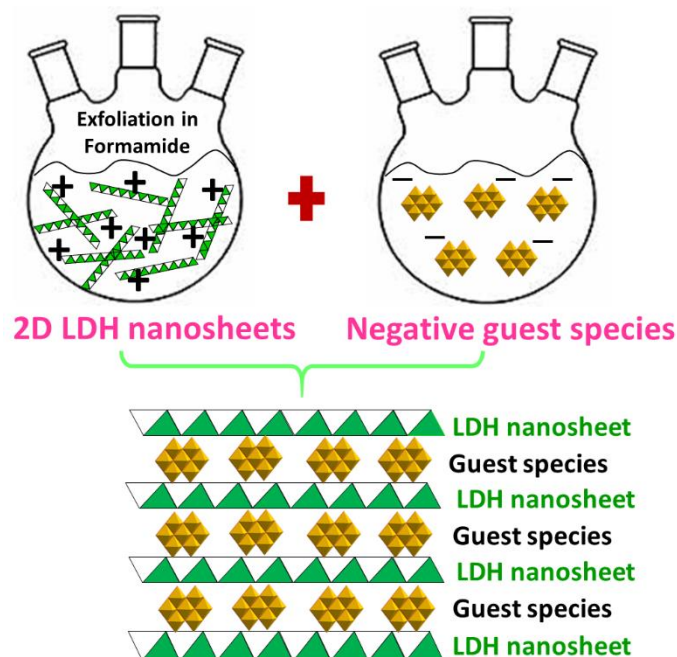 Exfoliation in
Formamide
2D LDH nanosheets
Negative guest species
LDH nanosheet
Guest species
LDH nanosheet
Guest species
LDH nanosheet
Guest species
LDH nanosheet